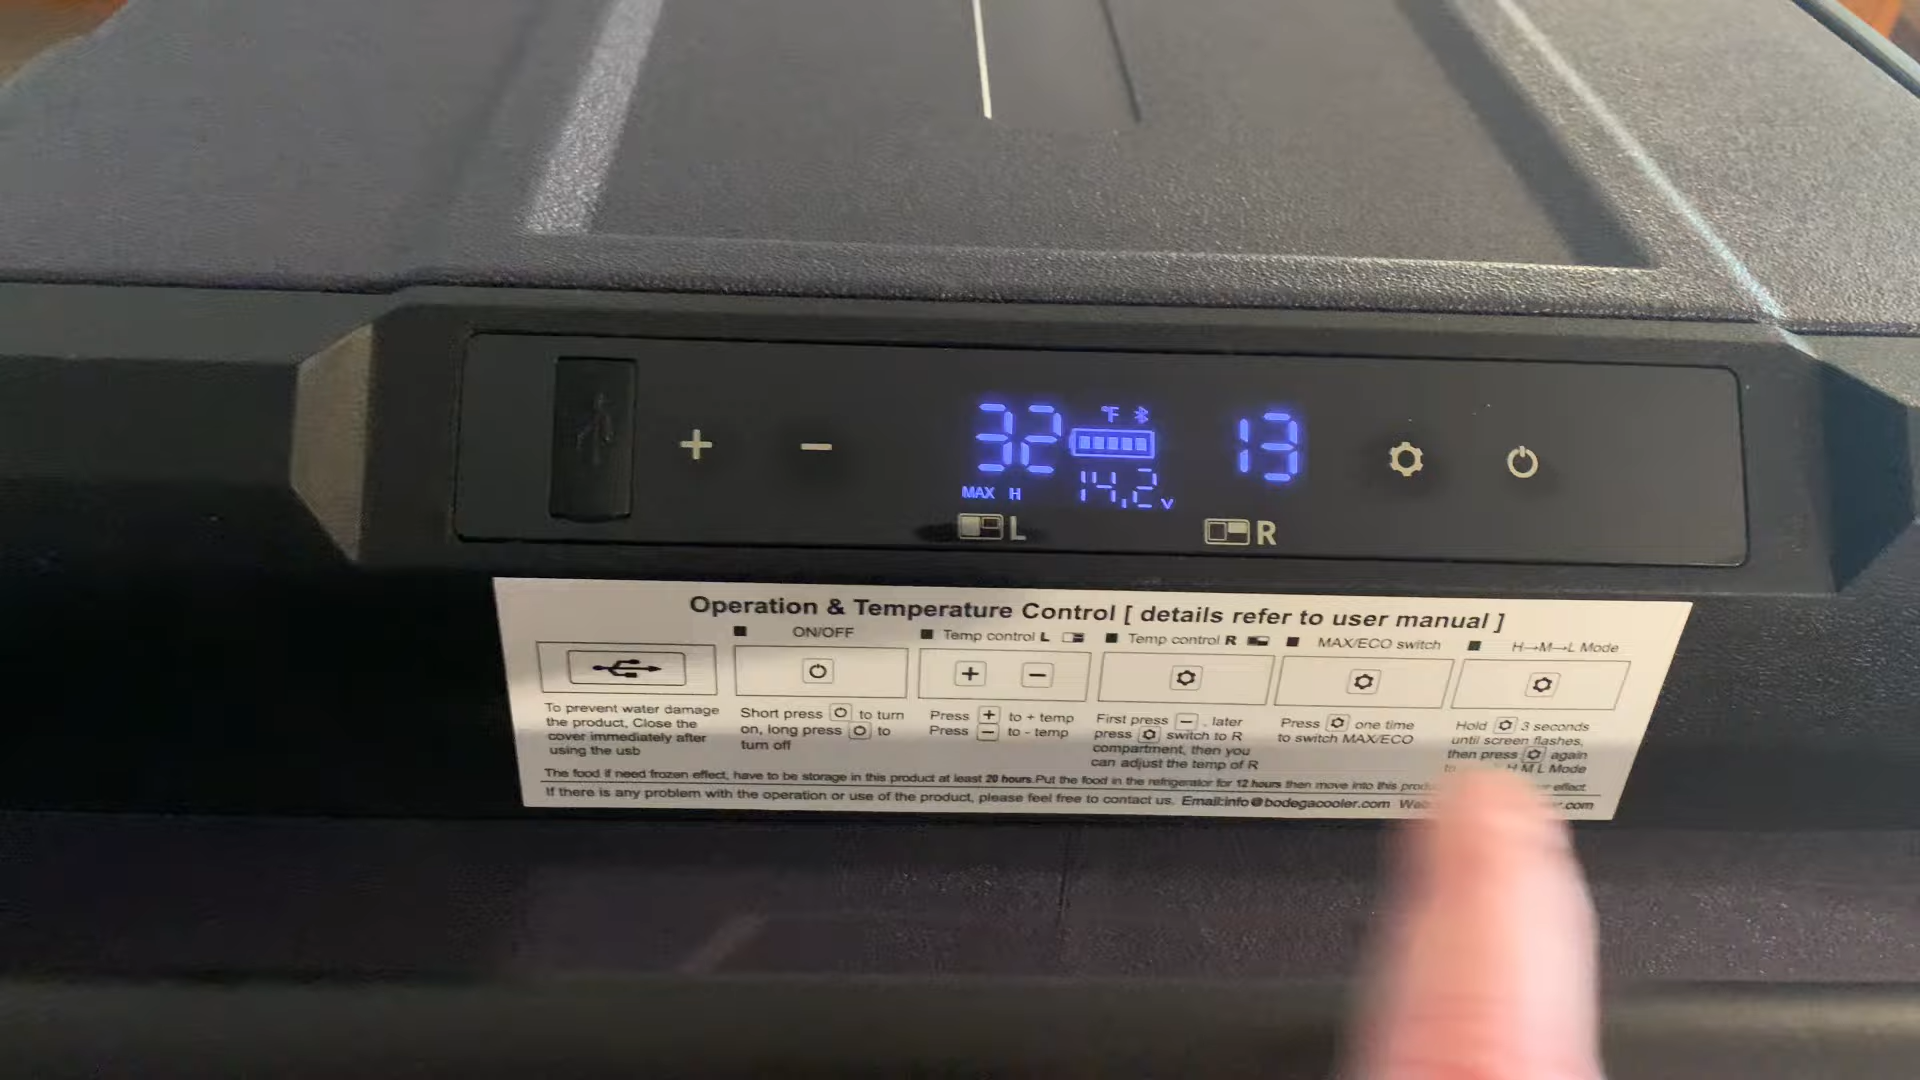 32
°F
13
MAX H
14.2 V
L
R
Operation & Temperature Control [ details refer to user manual ]
ON/OFF
Temp control L
Temp control R
MAX/ECO switch
H→M→L Mode
To prevent water damage
the product, Close the
cover immediately after
using the usb
Short press to turn
on, long press to
turn off
Press + to + temp
Press − to - temp
First press − , later
press switch to R
compartment, then you
can adjust the temp of R
Press one time
to switch MAX/ECO
Hold 3 seconds
until screen flashes,
then press again
H M L Mode
The food if need frozen effect, have to be storage in this product at least 20 hours.Put the food in the refrigerator for 12 hours then move into this effect
If there is any problem with the operation or use of the product, please feel free to contact us. Email:info@bodegacooler.com .com